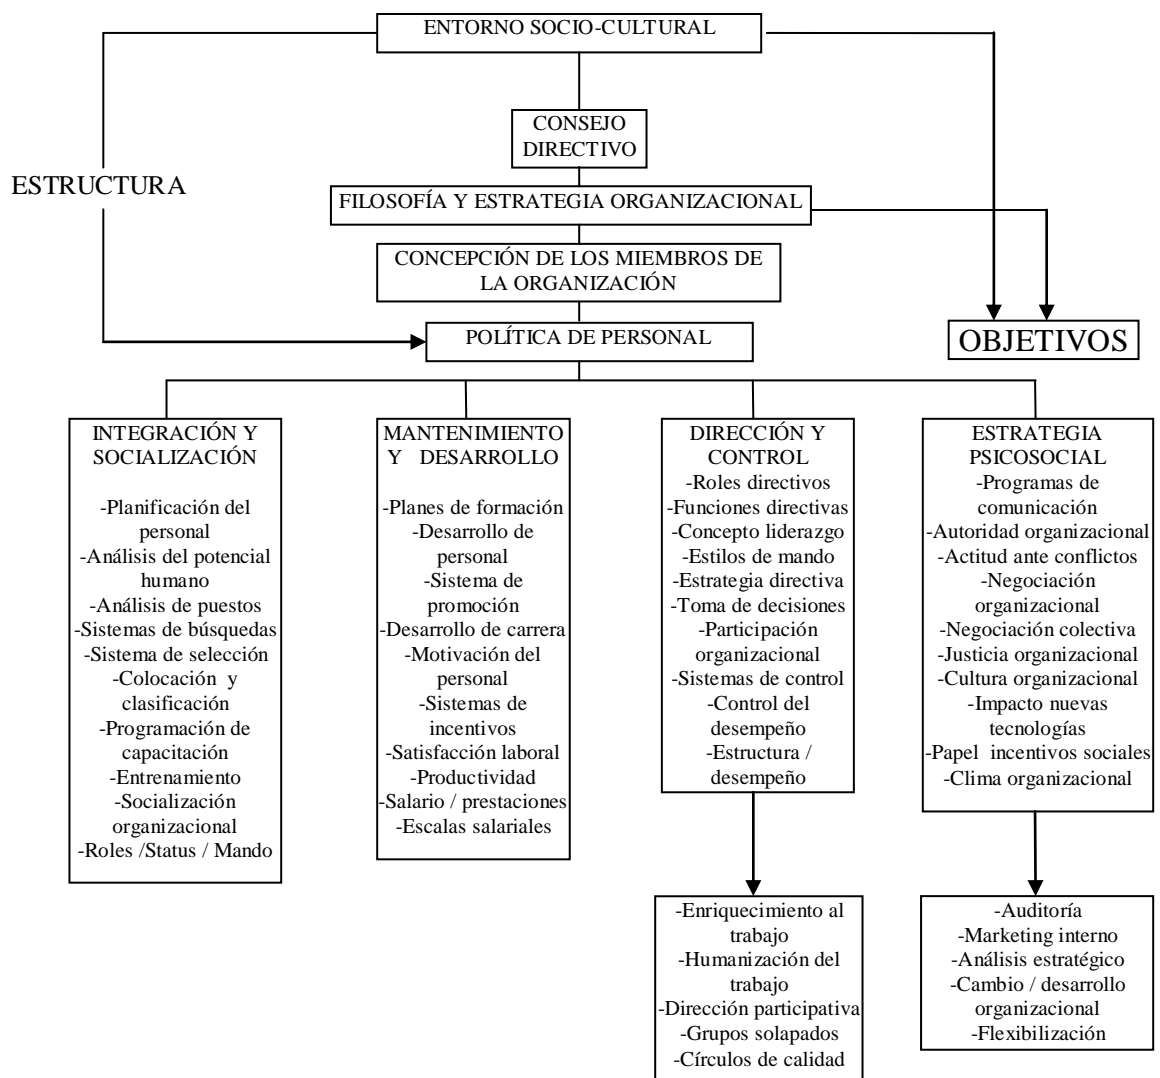 ENTORNO SOCIO-CULTURAL
CONSEJO
DIRECTIVO
ESTRUCTURA
FILOSOFÍA Y ESTRATEGIA ORGANIZACIONAL
CONCEPCIÓN DE LOS MIEMBROS DE
LA ORGANIZACIÓN
POLÍTICA DE PERSONAL
OBJETIVOS
INTEGRACIÓN Y
SOCIALIZACIÓN
-Planificación del
personal
-Análisis del potencial
humano
-Análisis de puestos
-Sistemas de búsquedas
-Sistema de selección
-Colocación y
clasificación
-Programación de
capacitación
-Entrenamiento
-Socialización
organizacional
-Roles /Status / Mando
MANTENIMIENTO
Y DESARROLLO
-Planes de formación
-Desarrollo de
personal
-Sistema de
promoción
-Desarrollo de carrera
-Motivación del
personal
-Sistemas de
incentivos
-Satisfacción laboral
-Productividad
-Salario / prestaciones
-Escalas salariales
DIRECCIÓN Y
CONTROL
-Roles directivos
-Funciones directivas
-Concepto liderazgo
-Estilos de mando
-Estrategia directiva
-Toma de decisiones
-Participación
organizacional
-Sistemas de control
-Control del
desempeño
-Estructura /
desempeño
ESTRATEGIA
PSICOSOCIAL
-Programas de
comunicación
-Autoridad organizacional
-Actitud ante conflictos
-Negociación
organizacional
-Negociación colectiva
-Justicia organizacional
-Cultura organizacional
-Impacto nuevas
tecnologías
-Papel incentivos sociales
-Clima organizacional
-Enriquecimiento al
trabajo
-Humanización del
trabajo
-Dirección participativa
-Grupos solapados
-Círculos de calidad
-Auditoría
-Marketing interno
-Análisis estratégico
-Cambio / desarrollo
organizacional
-Flexibilización